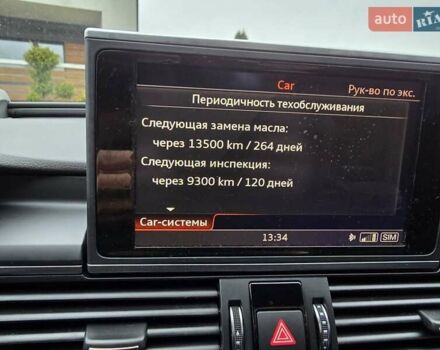 auto
RIA
Car
Рук-во по экс.
Периодичность техобслуживания
Следующая замена масла:
через 13500 km / 264 дней
Следующая инспекция:
через 9300 km / 120 дней
Car-системы
13:34
SIM